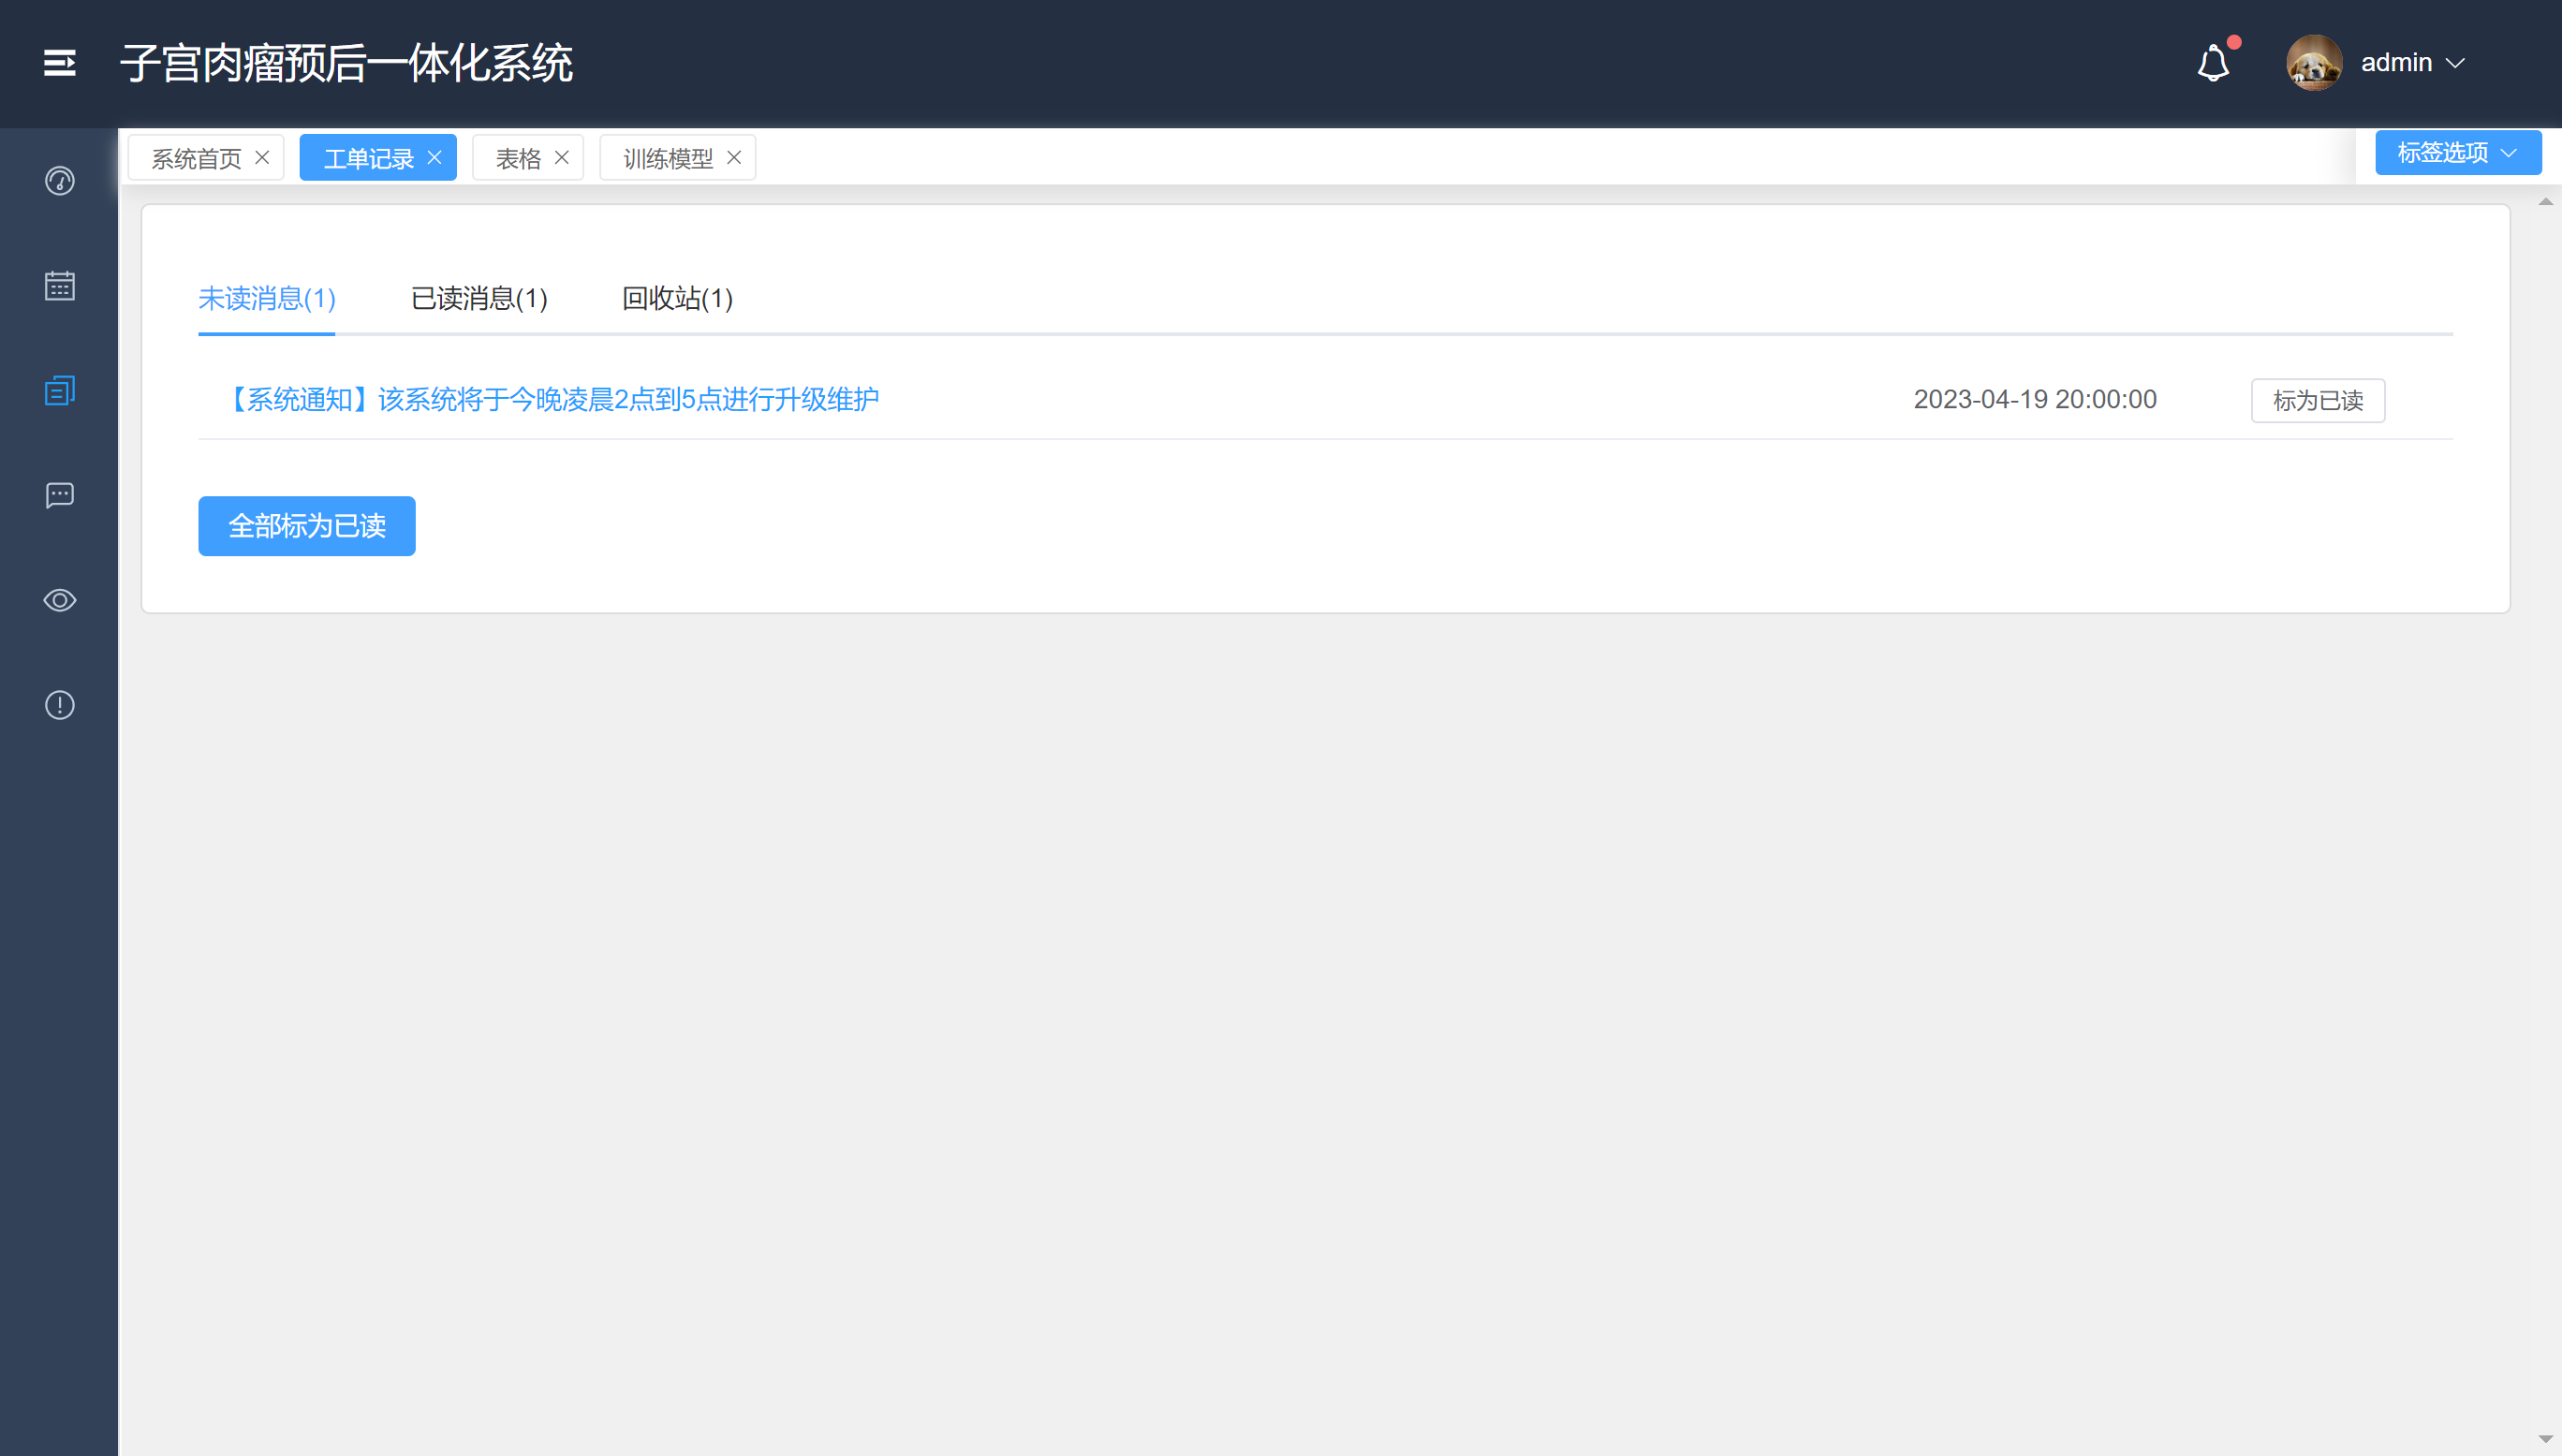 子宫肉瘤预后一体化系统
admin
系统首页
工单记录
表格
训练模型
标签选项
未读消息(1)
已读消息(1)
回收站(1)
【系统通知】该系统将于今晚凌晨2点到5点进行升级维护
2023-04-19 20:00:00
标为已读
全部标为已读